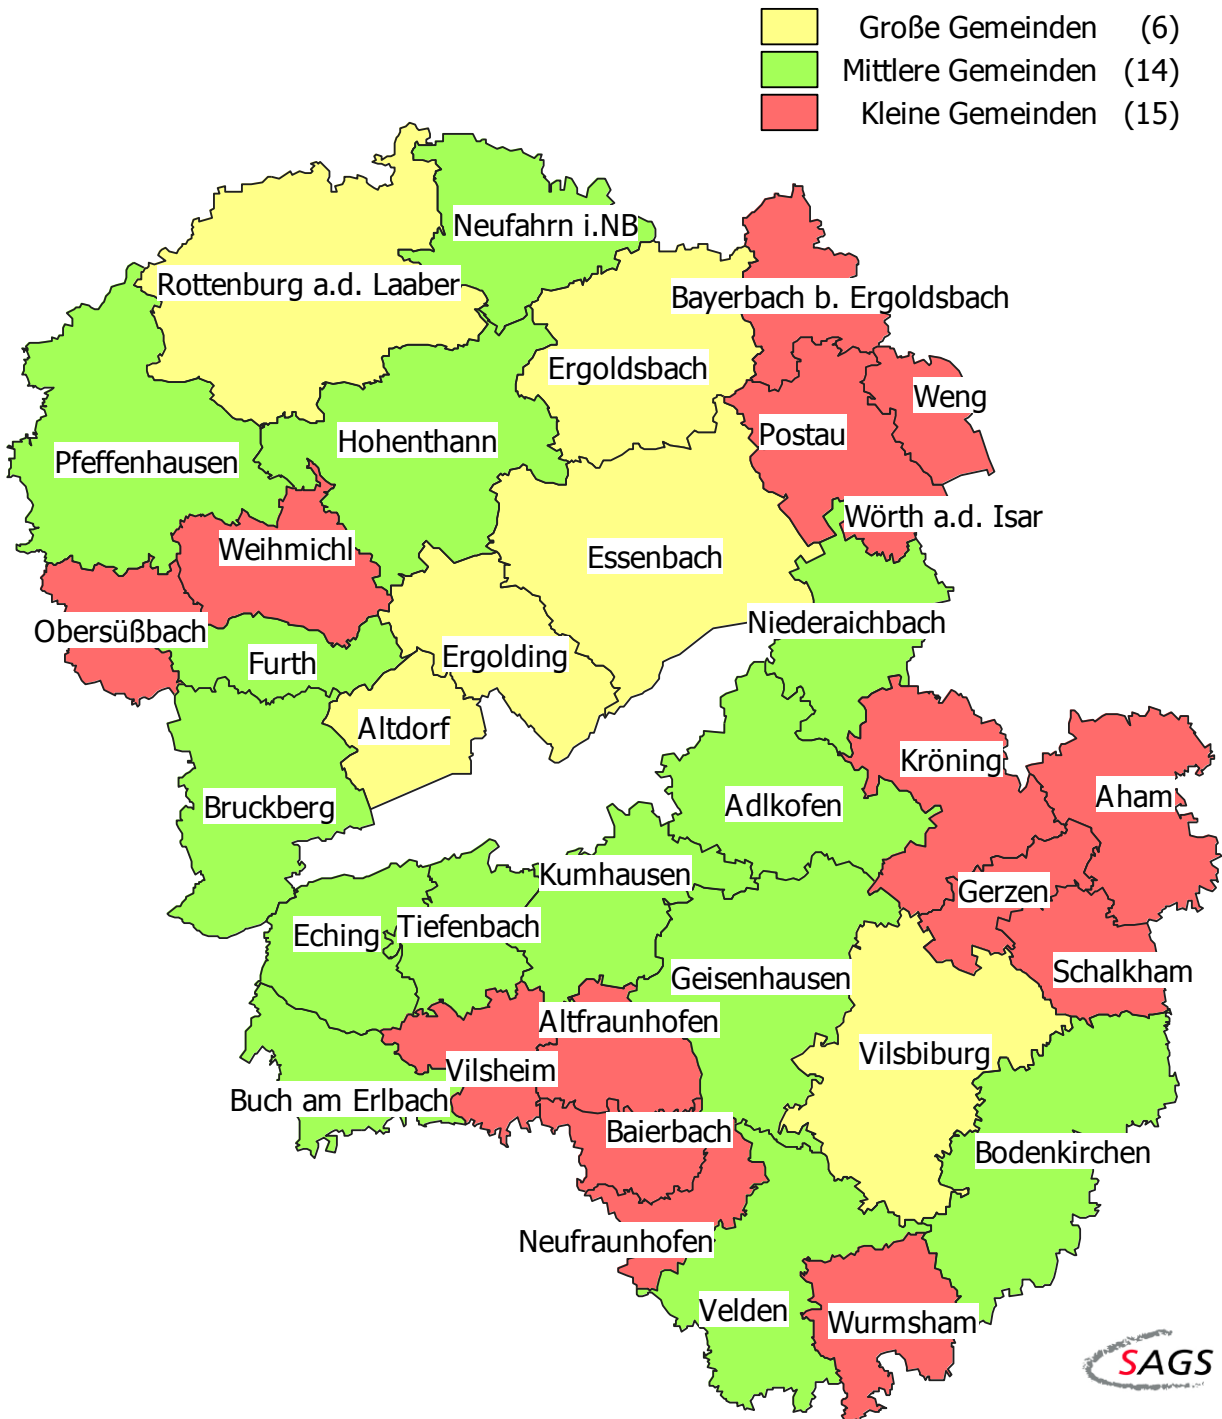 Große Gemeinden (6)
Mittlere Gemeinden (14)
Kleine Gemeinden (15)
Neufahrn i.NB
Rottenburg a.d. Laaber
Bayerbach b. Ergoldsbach
Ergoldsbach
Weng
Postau
Hohenthann
Pfeffenhausen
Wörth a.d. Isar
Weihmichl
Essenbach
Niederaichbach
Obersüßbach
Furth
Ergolding
Altdorf
Kröning
Aham
Adlkofen
Bruckberg
Kumhausen
Gerzen
Tiefenbach
Eching
Schalkham
Geisenhausen
Altfraunhofen
Vilsbiburg
Vilsheim
Buch am Erlbach
Baierbach
Bodenkirchen
Neufraunhofen
Velden
Wurmsham
SAGS